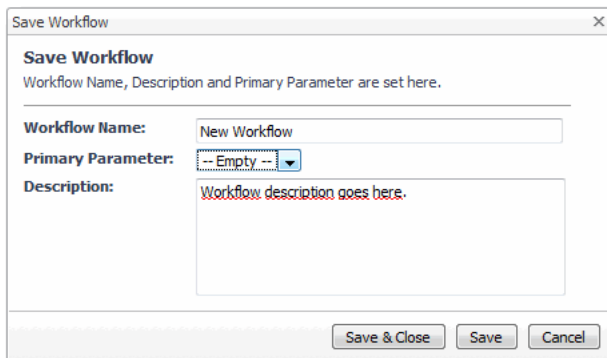 Save Workflow
Save Workflow
Workflow Name, Description and Primary Parameter are set here.
Workflow Name: New Workflow
Primary Parameter: -- Empty --
Description: Workflow description goes here.
Save & Close Save Cancel